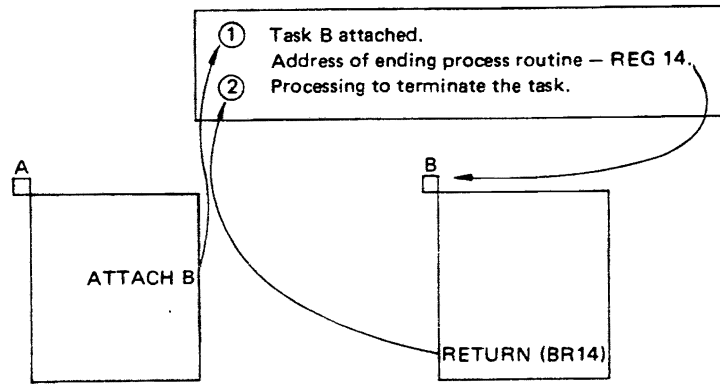 1 Task B attached.
Address of ending process routine — REG 14.
2 Processing to terminate the task.
A
B
ATTACH B
RETURN (BR14)